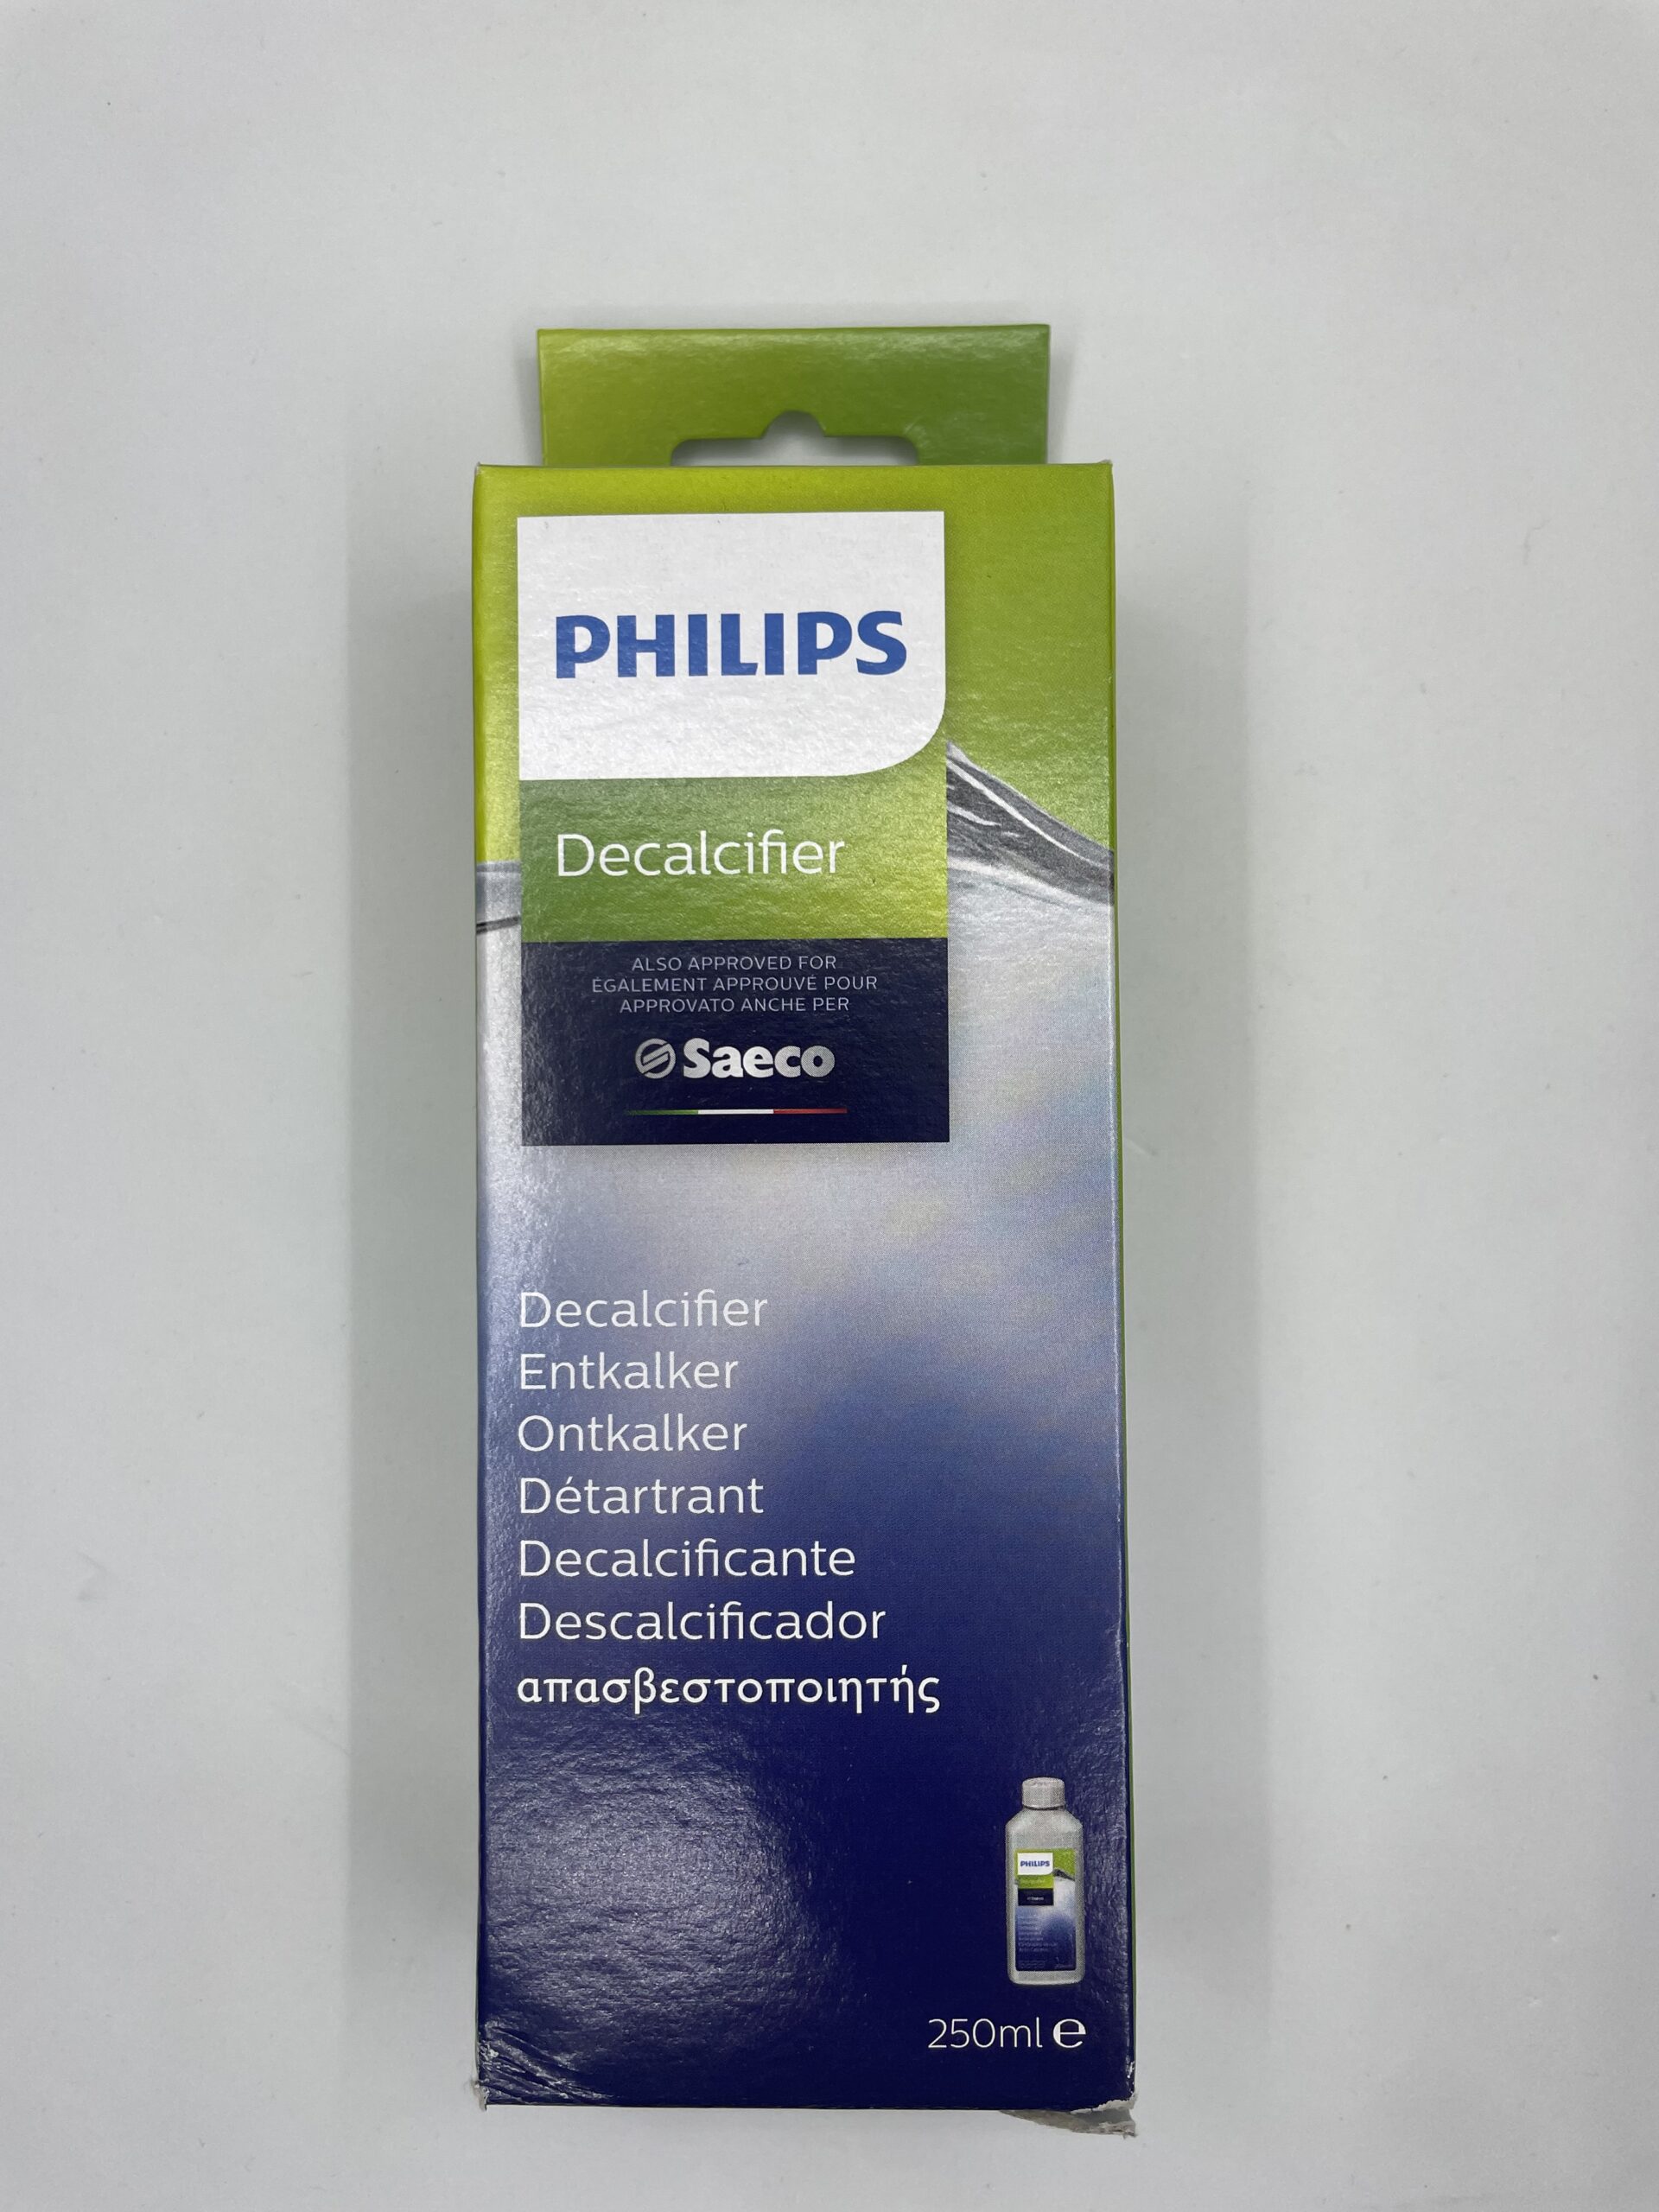 PHILIPS
Decalcifier
ALSO APPROVED FOR
ÉGALEMENT APPROUVÉ POUR
APPROVATO ANCHE PER
Saeco
Decalcifier
Entkalker
Ontkalker
Détartrant
Decalcificante
Descalcificador
απασβεστοποιητής
PHILIPS
250ml e